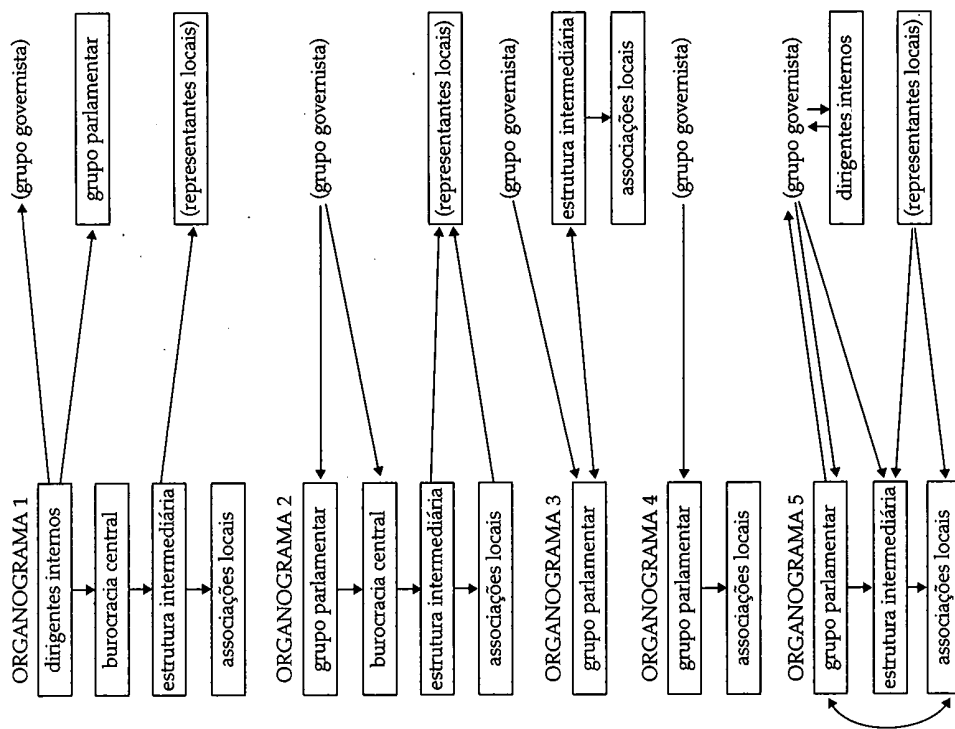 ORGANOGRAMA 1
dirigentes internos
(grupo governista)
burocracia central
grupo parlamentar
estrutura intermediária
(representantes locais)
associações locais
ORGANOGRAMA 2
grupo parlamentar
(grupo governista)
burocracia central
estrutura intermediária
(representantes locais)
associações locais
ORGANOGRAMA 3
(grupo governista)
grupo parlamentar
estrutura intermediária
associações locais
ORGANOGRAMA 4
grupo parlamentar
(grupo governista)
associações locais
ORGANOGRAMA 5
grupo parlamentar
(grupo governista)
dirigentes internos
estrutura intermediária
(representantes locais)
associações locais